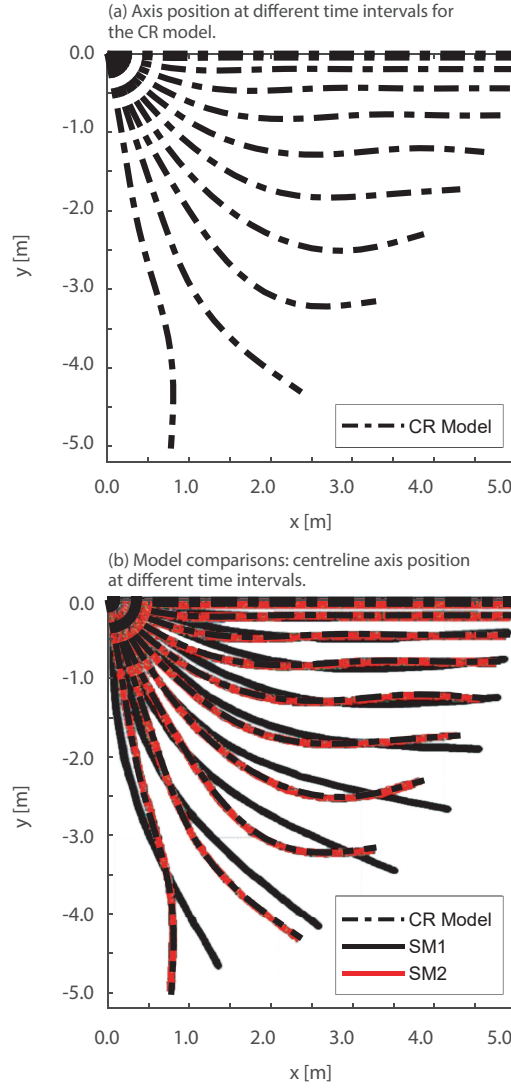 (a) Axis position at different time intervals for
the CR model.
0.0
-1.0
-2.0
-3.0
-4.0
-5.0
y [m]
CR Model
0.0 1.0 2.0 3.0 4.0 5.0
x [m]
(b) Model comparisons: centreline axis position
at different time intervals.
0.0
-1.0
-2.0
-3.0
-4.0
-5.0
y [m]
CR Model
SM1
SM2
0.0 1.0 2.0 3.0 4.0 5.0
x [m]